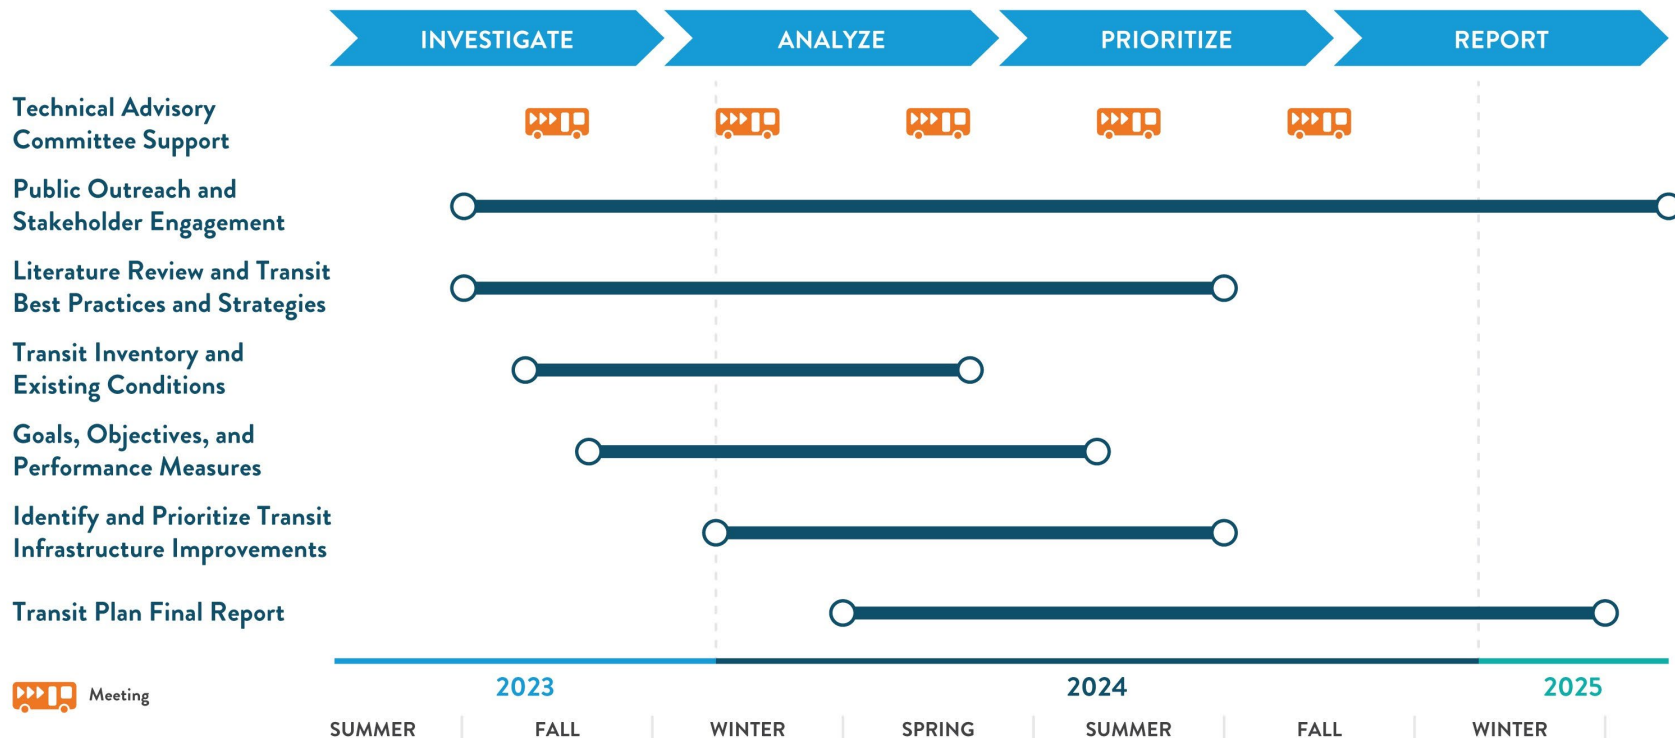 INVESTIGATE
ANALYZE
PRIORITIZE
REPORT
Technical Advisory
Committee Support
Public Outreach and
Stakeholder Engagement
Literature Review and Transit
Best Practices and Strategies
Transit Inventory and
Existing Conditions
Goals, Objectives, and
Performance Measures
Identify and Prioritize Transit
Infrastructure Improvements
Transit Plan Final Report
Meeting
2023
2024
2025
SUMMER
FALL
WINTER
SPRING
SUMMER
FALL
WINTER